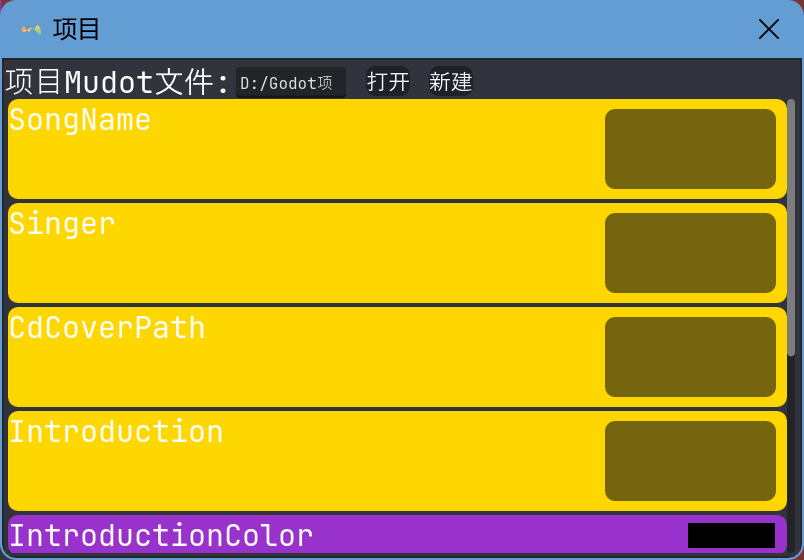 项目
项目Mudot文件: D:/Godot项 打开 新建
SongName
Singer
CdCoverPath
Introduction
IntroductionColor